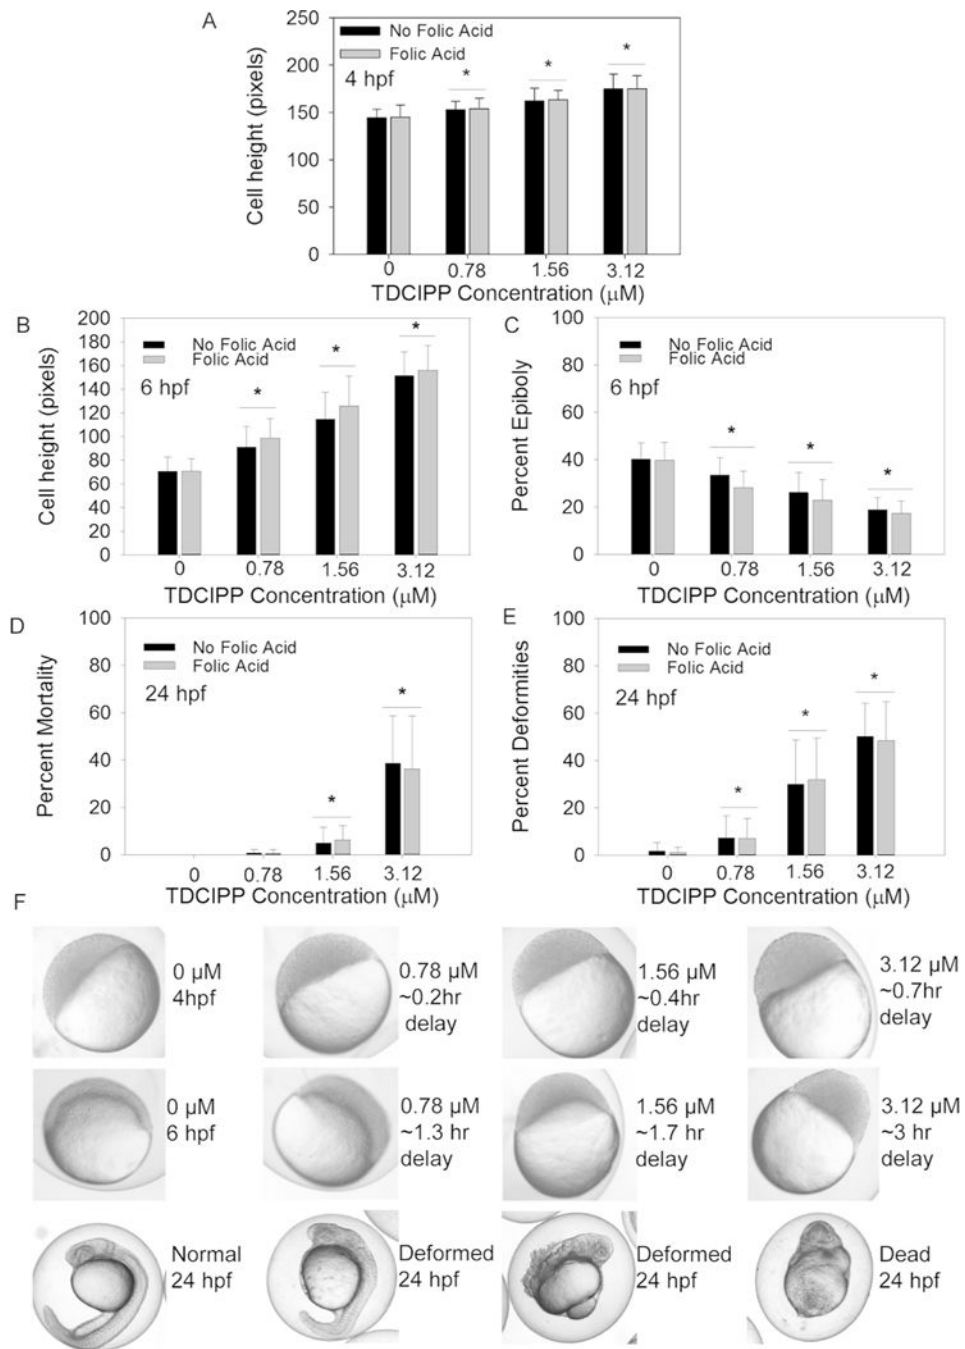 A
250
200
150
100
50
0
Cell height (pixels)
No Folic Acid
Folic Acid
4 hpf
*
*
*
0
0.78
1.56
3.12
TDCIPP Concentration (μM)
B
200
180
160
140
120
100
80
60
40
20
0
Cell height (pixels)
No Folic Acid
Folic Acid
6 hpf
*
*
*
0
0.78
1.56
3.12
TDCIPP Concentration (μM)
C
100
80
60
40
20
0
Percent Epiboly
No Folic Acid
Folic Acid
6 hpf
*
*
*
0
0.78
1.56
3.12
TDCIPP Concentration (μM)
D
100
80
60
40
20
0
Percent Mortality
No Folic Acid
Folic Acid
24 hpf
*
*
0
0.78
1.56
3.12
TDCIPP Concentration (μM)
E
100
80
60
40
20
0
Percent Deformities
No Folic Acid
Folic Acid
24 hpf
*
*
*
0
0.78
1.56
3.12
TDCIPP Concentration (μM)
F
0 μM
4hpf
0.78 μM
~0.2hr
delay
1.56 μM
~0.4hr
delay
3.12 μM
~0.7hr
delay
0 μM
6 hpf
0.78 μM
~1.3 hr
delay
1.56 μM
~1.7 hr
delay
3.12 μM
~3 hr
delay
Normal
24 hpf
Deformed
24 hpf
Deformed
24 hpf
Dead
24 hpf